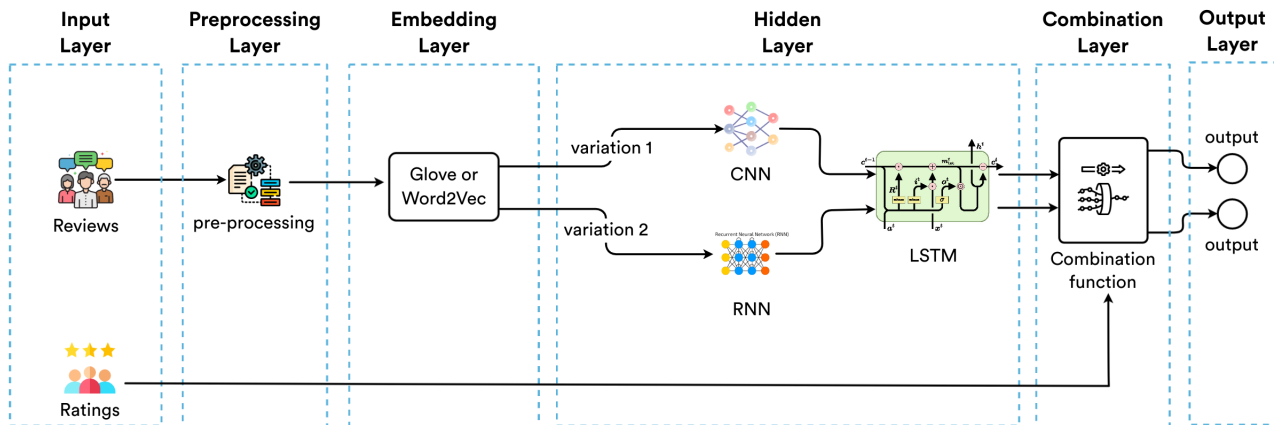 Input
Layer
Preprocessing
Layer
Embedding
Layer
Hidden
Layer
Combination
Layer
Output
Layer
Reviews
pre-processing
Glove or
Word2Vec
variation 1
variation 2
CNN
Recurrent Neural Network (RNN)
RNN
LSTM
Combination
function
output
output
Ratings